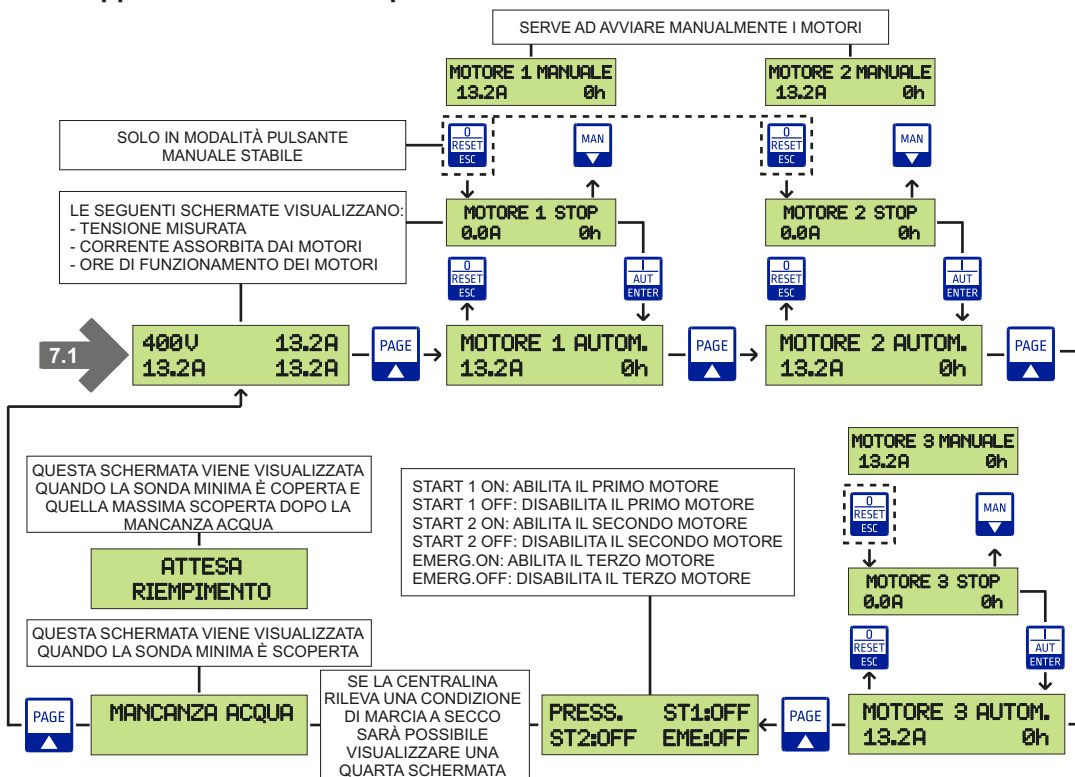 SERVE AD AVVIARE MANUALMENTE I MOTORI
MOTORE 1 MANUALE
13.2A 0h
MOTORE 2 MANUALE
13.2A 0h
SOLO IN MODALITÀ PULSANTE
MANUALE STABILE
0
RESET
ESC
MAN
0
RESET
ESC
MAN
LE SEGUENTI SCHERMATE VISUALIZZANO:
- TENSIONE MISURATA
- CORRENTE ASSORBITA DAI MOTORI
- ORE DI FUNZIONAMENTO DEI MOTORI
MOTORE 1 STOP
0.0A 0h
MOTORE 2 STOP
0.0A 0h
0
RESET
ESC
I
AUT
ENTER
0
RESET
ESC
I
AUT
ENTER
7.1
400V 13.2A
13.2A 13.2A
PAGE
MOTORE 1 AUTOM.
13.2A 0h
PAGE
MOTORE 2 AUTOM.
13.2A 0h
PAGE
MOTORE 3 MANUALE
13.2A 0h
QUESTA SCHERMATA VIENE VISUALIZZATA
QUANDO LA SONDA MINIMA È COPERTA E
QUELLA MASSIMA SCOPERTA DOPO LA
MANCANZA ACQUA
START 1 ON: ABILITA IL PRIMO MOTORE
START 1 OFF: DISABILITA IL PRIMO MOTORE
START 2 ON: ABILITA IL SECONDO MOTORE
START 2 OFF: DISABILITA IL SECONDO MOTORE
EMERG.ON: ABILITA IL TERZO MOTORE
EMERG.OFF: DISABILITA IL TERZO MOTORE
0
RESET
ESC
MAN
ATTESA
RIEMPIMENTO
MOTORE 3 STOP
0.0A 0h
QUESTA SCHERMATA VIENE VISUALIZZATA
QUANDO LA SONDA MINIMA È SCOPERTA
0
RESET
ESC
I
AUT
ENTER
PAGE
MANCANZA ACQUA
SE LA CENTRALINA
RILEVA UNA CONDIZIONE
DI MARCIA A SECCO
SARÀ POSSIBILE
VISUALIZZARE UNA
QUARTA SCHERMATA
PRESS. ST1:OFF
ST2:OFF EME:OFF
PAGE
MOTORE 3 AUTOM.
13.2A 0h